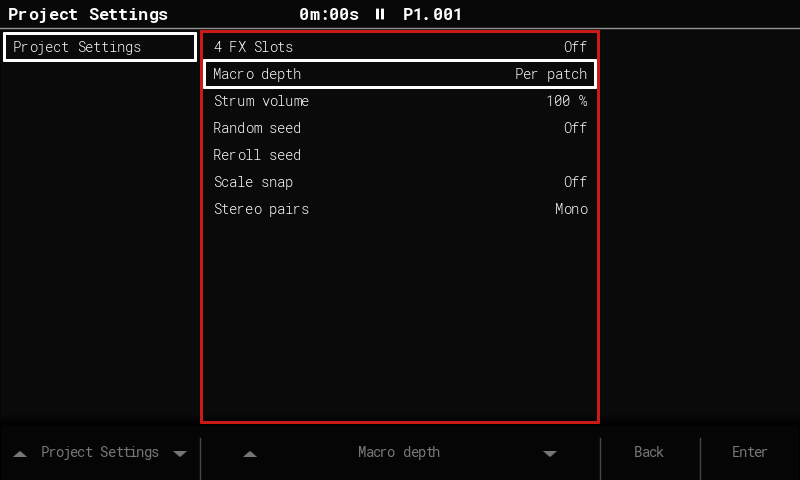 Project Settings 0m:00s P1.001
Project Settings
4 FX Slots Off
Macro depth Per patch
Strum volume 100 %
Random seed Off
Reroll seed
Scale snap Off
Stereo pairs Mono
Project Settings Macro depth Back Enter